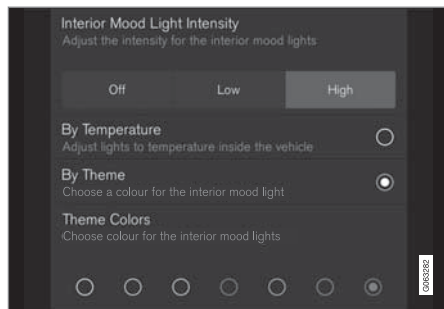 Interior Mood Light Intensity
Adjust the intensity for the interior mood lights
Off Low High
By Temperature
Adjust lights to temperature inside the vehicle
By Theme
Choose a colour for the interior mood light
Theme Colors
Choose colour for the interior mood lights
G063282